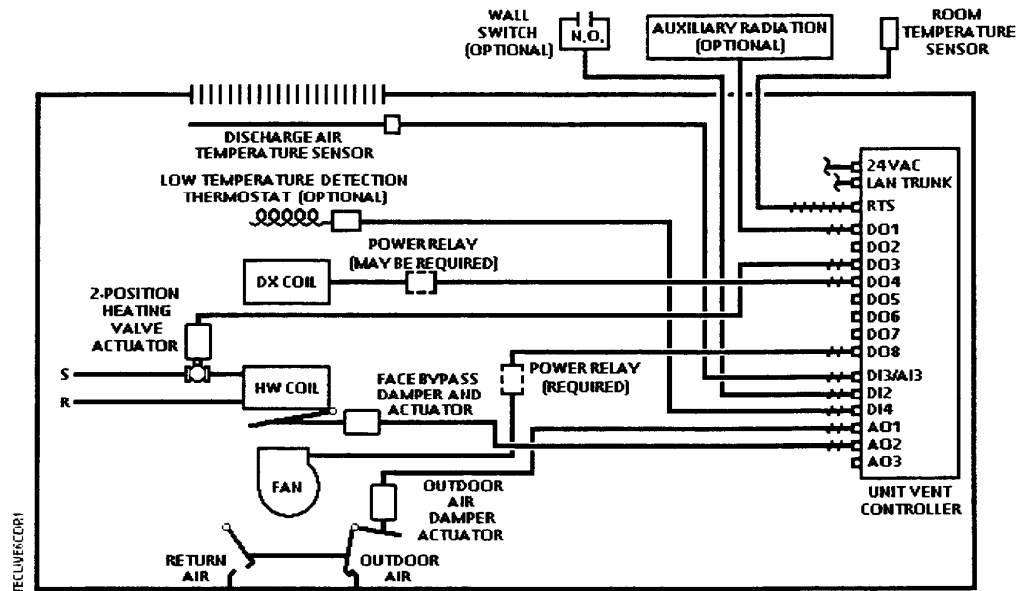 WALL
SWITCH
(OPTIONAL)
N.O.
AUXILIARY RADIATION
(OPTIONAL)
ROOM
TEMPERATURE
SENSOR
DISCHARGE AIR
TEMPERATURE SENSOR
LOW TEMPERATURE DETECTION
THERMOSTAT (OPTIONAL)
POWER RELAY
(MAY BE REQUIRED)
DX COIL
2-POSITION
HEATING
VALVE
ACTUATOR
S
R
HW COIL
FACE BYPASS
DAMPER AND
ACTUATOR
POWER RELAY
(REQUIRED)
FAN
OUTDOOR
AIR
DAMPER
ACTUATOR
RETURN
AIR
OUTDOOR
AIR
24 VAC
LAN TRUNK
RTS
DO1
DO2
DO3
DO4
DO5
DO6
DO7
DO8
DI3/AI3
DI2
DI4
AO1
AO2
AO3
UNIT VENT
CONTROLLER